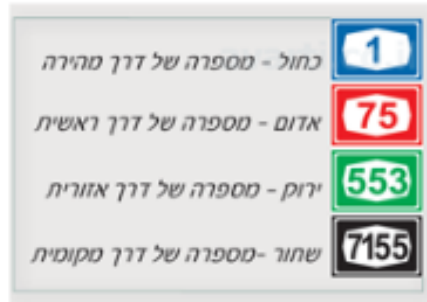 כחול - מספרה של דרך מהירה 1
אדום - מספרה של דרך ראשית 75
ירוק - מספרה של דרך אזורית 553
שחור -מספרה של דרך מקומית 7155